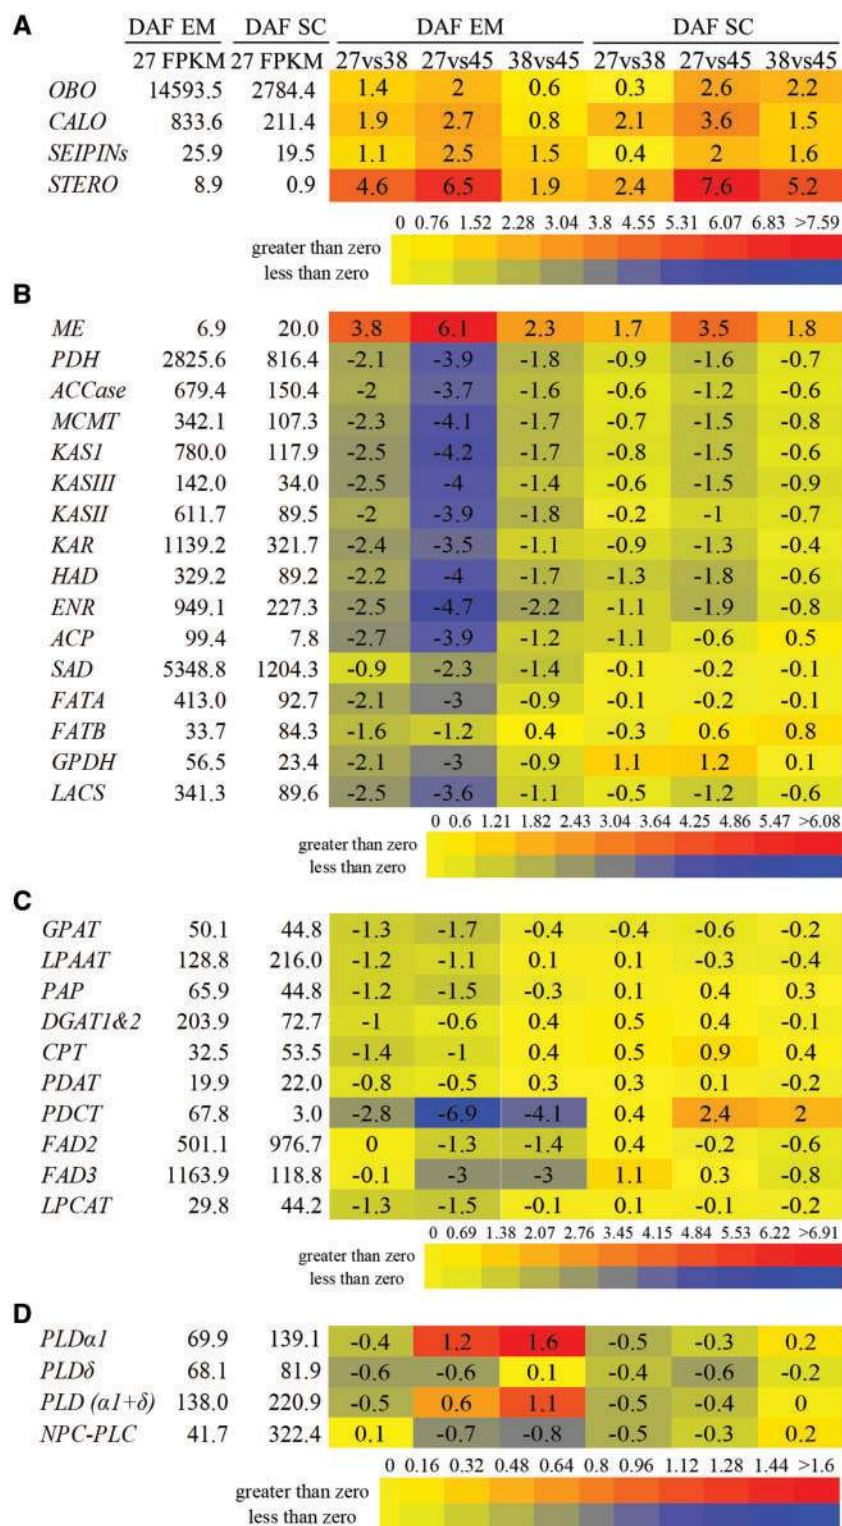 A DAF EM DAF SC DAF EM DAF SC
27 FPKM 27 FPKM 27vs38 27vs45 38vs45 27vs38 27vs45 38vs45
OBO 14593.5 2784.4 1.4 2 0.6 0.3 2.6 2.2
CALO 833.6 211.4 1.9 2.7 0.8 2.1 3.6 1.5
SEIPINs 25.9 19.5 1.1 2.5 1.5 0.4 2 1.6
STERO 8.9 0.9 4.6 6.5 1.9 2.4 7.6 5.2
0 0.76 1.52 2.28 3.04 3.8 4.55 5.31 6.07 6.83 >7.59
greater than zero
less than zero
B
ME 6.9 20.0 3.8 6.1 2.3 1.7 3.5 1.8
PDH 2825.6 816.4 -2.1 -3.9 -1.8 -0.9 -1.6 -0.7
ACCase 679.4 150.4 -2 -3.7 -1.6 -0.6 -1.2 -0.6
MCMT 342.1 107.3 -2.3 -4.1 -1.7 -0.7 -1.5 -0.8
KAS1 780.0 117.9 -2.5 -4.2 -1.7 -0.8 -1.5 -0.6
KASIII 142.0 34.0 -2.5 -4 -1.4 -0.6 -1.5 -0.9
KASII 611.7 89.5 -2 -3.9 -1.8 -0.2 -1 -0.7
KAR 1139.2 321.7 -2.4 -3.5 -1.1 -0.9 -1.3 -0.4
HAD 329.2 89.2 -2.2 -4 -1.7 -1.3 -1.8 -0.6
ENR 949.1 227.3 -2.5 -4.7 -2.2 -1.1 -1.9 -0.8
ACP 99.4 7.8 -2.7 -3.9 -1.2 -1.1 -0.6 0.5
SAD 5348.8 1204.3 -0.9 -2.3 -1.4 -0.1 -0.2 -0.1
FATA 413.0 92.7 -2.1 -3 -0.9 -0.1 -0.2 -0.1
FATB 33.7 84.3 -1.6 -1.2 0.4 -0.3 0.6 0.8
GPDH 56.5 23.4 -2.1 -3 -0.9 1.1 1.2 0.1
LACS 341.3 89.6 -2.5 -3.6 -1.1 -0.5 -1.2 -0.6
0 0.6 1.21 1.82 2.43 3.04 3.64 4.25 4.86 5.47 >6.08
greater than zero
less than zero
C
GPAT 50.1 44.8 -1.3 -1.7 -0.4 -0.4 -0.6 -0.2
LPAAT 128.8 216.0 -1.2 -1.1 0.1 0.1 -0.3 -0.4
PAP 65.9 44.8 -1.2 -1.5 -0.3 0.1 0.4 0.3
DGAT1&2 203.9 72.7 -1 -0.6 0.4 0.5 0.4 -0.1
CPT 32.5 53.5 -1.4 -1 0.4 0.5 0.9 0.4
PDAT 19.9 22.0 -0.8 -0.5 0.3 0.3 0.1 -0.2
PDCT 67.8 3.0 -2.8 -6.9 -4.1 0.4 2.4 2
FAD2 501.1 976.7 0 -1.3 -1.4 0.4 -0.2 -0.6
FAD3 1163.9 118.8 -0.1 -3 -3 1.1 0.3 -0.8
LPCAT 29.8 44.2 -1.3 -1.5 -0.1 0.1 -0.1 -0.2
0 0.69 1.38 2.07 2.76 3.45 4.15 4.84 5.53 6.22 >6.91
greater than zero
less than zero
D
PLDα1 69.9 139.1 -0.4 1.2 1.6 -0.5 -0.3 0.2
PLDδ 68.1 81.9 -0.6 -0.6 0.1 -0.4 -0.6 -0.2
PLD (α1+δ) 138.0 220.9 -0.5 0.6 1.1 -0.5 -0.4 0
NPC-PLC 41.7 322.4 0.1 -0.7 -0.8 -0.5 -0.3 0.2
0 0.16 0.32 0.48 0.64 0.8 0.96 1.12 1.28 1.44 >1.6
greater than zero
less than zero